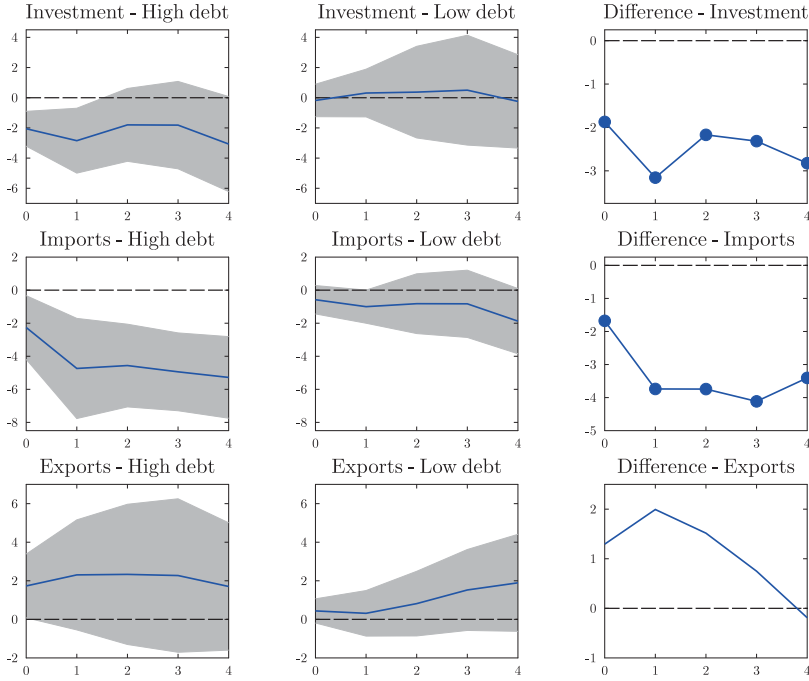 Investment - High debt
Investment - Low debt
Difference - Investment
4
2
0
-2
-4
-6
0 1 2 3 4
4
2
0
-2
-4
-6
0 1 2 3 4
0
-1
-2
-3
0 1 2 3 4
Imports - High debt
Imports - Low debt
Difference - Imports
2
0
-2
-4
-6
-8
0 1 2 3 4
2
0
-2
-4
-6
-8
0 1 2 3 4
0
-1
-2
-3
-4
-5
0 1 2 3 4
Exports - High debt
Exports - Low debt
Difference - Exports
6
4
2
0
-2
0 1 2 3 4
6
4
2
0
-2
0 1 2 3 4
2
1
0
-1
0 1 2 3 4